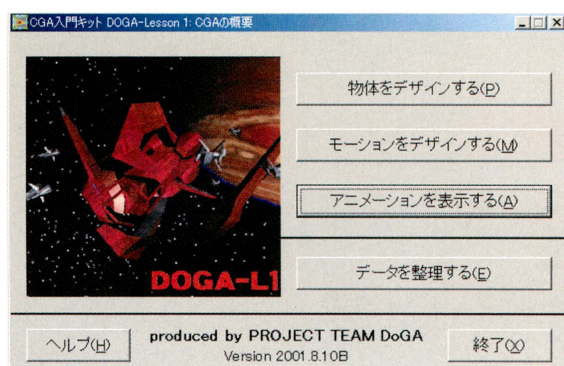 CGA入門キット DOGA-Lesson 1: CGAの概要
物体をデザインする(P)
モーションをデザインする(M)
アニメーションを表示する(A)
DOGA-L1
データを整理する(E)
ヘルプ(H)
produced by PROJECT TEAM DoGA
Version 2001.8.10B
終了(X)